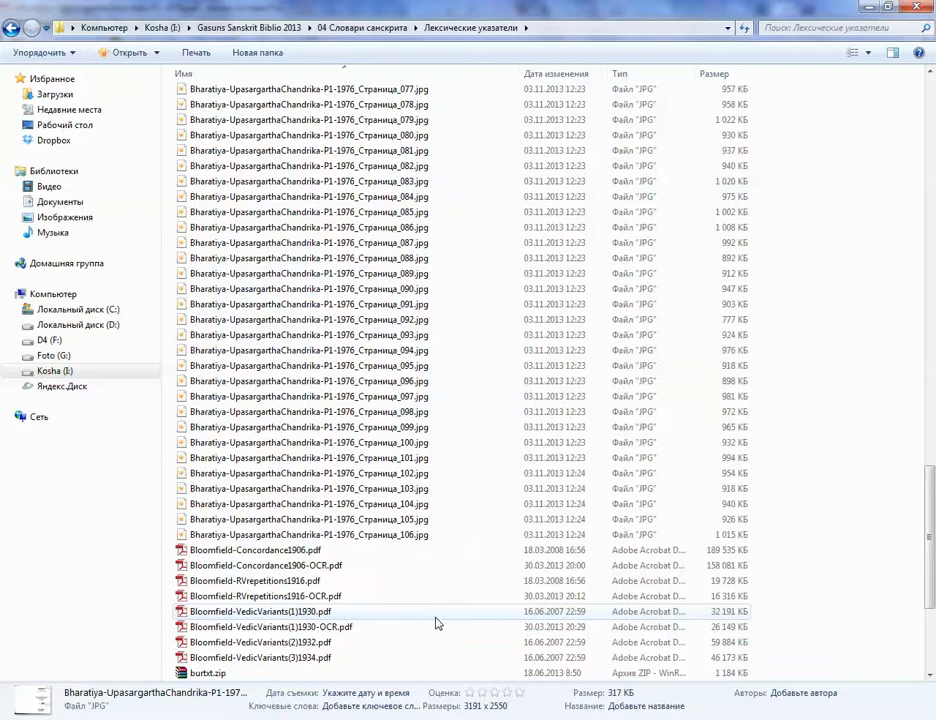 Компьютер ▸ Kosha (I:) ▸ Gasuns Sanskrit Biblio 2013 ▸ 04 Словари санскрита ▸ Лексические указатели ▸
Поиск: Лексические указатели
Упорядочить Открыть Печать Новая папка
Избранное
Загрузки
Недавние места
Рабочий стол
Dropbox
Библиотеки
Видео
Документы
Изображения
Музыка
Домашняя группа
Компьютер
Локальный диск (C:)
Локальный диск (D:)
D4 (F:)
Foto (G:)
Kosha (I:)
Яндекс.Диск
Сеть
Имя Дата изменения Тип Размер
Bharatiya-UpasargarthaChandrika-P1-1976_Страница_077.jpg 03.11.2013 12:23 Файл "JPG" 957 КБ
Bharatiya-UpasargarthaChandrika-P1-1976_Страница_078.jpg 03.11.2013 12:23 Файл "JPG" 958 КБ
Bharatiya-UpasargarthaChandrika-P1-1976_Страница_079.jpg 03.11.2013 12:23 Файл "JPG" 1 022 КБ
Bharatiya-UpasargarthaChandrika-P1-1976_Страница_080.jpg 03.11.2013 12:23 Файл "JPG" 930 КБ
Bharatiya-UpasargarthaChandrika-P1-1976_Страница_081.jpg 03.11.2013 12:23 Файл "JPG" 937 КБ
Bharatiya-UpasargarthaChandrika-P1-1976_Страница_082.jpg 03.11.2013 12:23 Файл "JPG" 940 КБ
Bharatiya-UpasargarthaChandrika-P1-1976_Страница_083.jpg 03.11.2013 12:23 Файл "JPG" 1 020 КБ
Bharatiya-UpasargarthaChandrika-P1-1976_Страница_084.jpg 03.11.2013 12:23 Файл "JPG" 975 КБ
Bharatiya-UpasargarthaChandrika-P1-1976_Страница_085.jpg 03.11.2013 12:23 Файл "JPG" 1 002 КБ
Bharatiya-UpasargarthaChandrika-P1-1976_Страница_086.jpg 03.11.2013 12:23 Файл "JPG" 1 008 КБ
Bharatiya-UpasargarthaChandrika-P1-1976_Страница_087.jpg 03.11.2013 12:23 Файл "JPG" 992 КБ
Bharatiya-UpasargarthaChandrika-P1-1976_Страница_088.jpg 03.11.2013 12:23 Файл "JPG" 892 КБ
Bharatiya-UpasargarthaChandrika-P1-1976_Страница_089.jpg 03.11.2013 12:23 Файл "JPG" 912 КБ
Bharatiya-UpasargarthaChandrika-P1-1976_Страница_090.jpg 03.11.2013 12:23 Файл "JPG" 947 КБ
Bharatiya-UpasargarthaChandrika-P1-1976_Страница_091.jpg 03.11.2013 12:23 Файл "JPG" 903 КБ
Bharatiya-UpasargarthaChandrika-P1-1976_Страница_092.jpg 03.11.2013 12:23 Файл "JPG" 777 КБ
Bharatiya-UpasargarthaChandrika-P1-1976_Страница_093.jpg 03.11.2013 12:23 Файл "JPG" 924 КБ
Bharatiya-UpasargarthaChandrika-P1-1976_Страница_094.jpg 03.11.2013 12:23 Файл "JPG" 976 КБ
Bharatiya-UpasargarthaChandrika-P1-1976_Страница_095.jpg 03.11.2013 12:23 Файл "JPG" 918 КБ
Bharatiya-UpasargarthaChandrika-P1-1976_Страница_096.jpg 03.11.2013 12:23 Файл "JPG" 898 КБ
Bharatiya-UpasargarthaChandrika-P1-1976_Страница_097.jpg 03.11.2013 12:23 Файл "JPG" 981 КБ
Bharatiya-UpasargarthaChandrika-P1-1976_Страница_098.jpg 03.11.2013 12:23 Файл "JPG" 972 КБ
Bharatiya-UpasargarthaChandrika-P1-1976_Страница_099.jpg 03.11.2013 12:23 Файл "JPG" 965 КБ
Bharatiya-UpasargarthaChandrika-P1-1976_Страница_100.jpg 03.11.2013 12:23 Файл "JPG" 932 КБ
Bharatiya-UpasargarthaChandrika-P1-1976_Страница_101.jpg 03.11.2013 12:23 Файл "JPG" 994 КБ
Bharatiya-UpasargarthaChandrika-P1-1976_Страница_102.jpg 03.11.2013 12:24 Файл "JPG" 954 КБ
Bharatiya-UpasargarthaChandrika-P1-1976_Страница_103.jpg 03.11.2013 12:24 Файл "JPG" 918 КБ
Bharatiya-UpasargarthaChandrika-P1-1976_Страница_104.jpg 03.11.2013 12:24 Файл "JPG" 940 КБ
Bharatiya-UpasargarthaChandrika-P1-1976_Страница_105.jpg 03.11.2013 12:24 Файл "JPG" 926 КБ
Bharatiya-UpasargarthaChandrika-P1-1976_Страница_106.jpg 03.11.2013 12:24 Файл "JPG" 1 015 КБ
Bloomfield-Concordance1906.pdf 18.03.2008 16:56 Adobe Acrobat D... 189 535 КБ
Bloomfield-Concordance1906-OCR.pdf 30.03.2013 20:00 Adobe Acrobat D... 158 081 КБ
Bloomfield-RVrepetitions1916.pdf 18.03.2008 16:56 Adobe Acrobat D... 19 728 КБ
Bloomfield-RVrepetitions1916-OCR.pdf 30.03.2013 20:03 Adobe Acrobat D... 16 312 КБ
Bloomfield-VedicVariants(1)1930.pdf 16.06.2007 22:59 Adobe Acrobat D... 32 191 КБ
Bloomfield-VedicVariants(1)1930-OCR.pdf 30.03.2013 20:29 Adobe Acrobat D... 26 149 КБ
Bloomfield-VedicVariants(2)1932.pdf 16.06.2007 22:59 Adobe Acrobat D... 59 884 КБ
Bloomfield-VedicVariants(3)1934.pdf 16.06.2007 22:59 Adobe Acrobat D... 46 173 КБ
burtxt.zip 18.06.2013 8:50 Архив ZIP - WinR... 1 384 КБ
Bharatiya-UpasargarthaChandrika-P1-197... Дата съемки: Укажите дату и время Оценка: Размер: 317 КБ Авторы: Добавьте автора
Файл "JPG" Ключевые слова: Добавьте ключевое сл... Размеры: 3191 x 2550 Название: Добавьте название